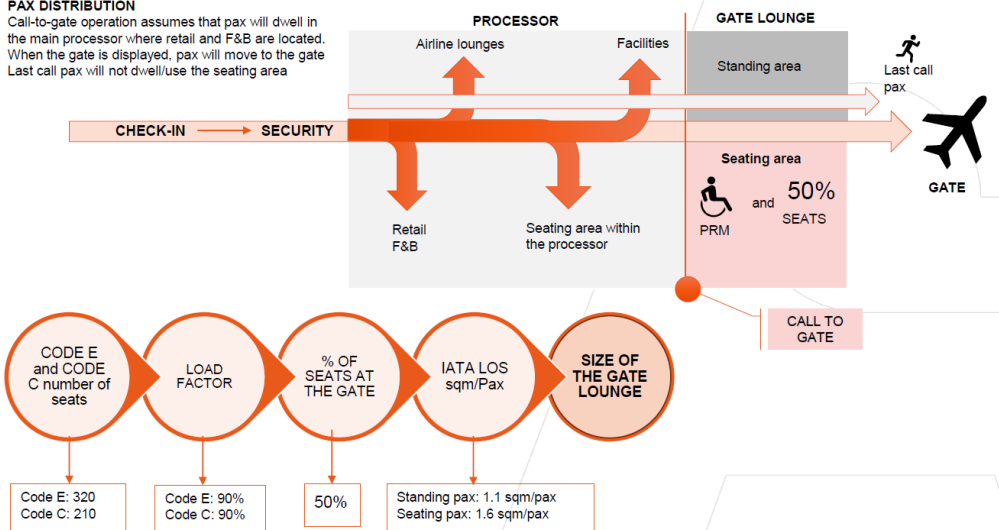 PAX DISTRIBUTION
Call-to-gate operation assumes that pax will dwell in
the main processor where retail and F&B are located.
When the gate is displayed, pax will move to the gate
Last call pax will not dwell/use the seating area
PROCESSOR
GATE LOUNGE
Airline lounges
Facilities
Standing area
Last call
pax
CHECK-IN
SECURITY
Seating area
and
50%
SEATS
PRM
GATE
Retail
F&B
Seating area within
the processor
CALL TO
GATE
CODE E
and CODE
C number of
seats
LOAD
FACTOR
% OF
SEATS AT
THE GATE
IATA LOS
sqm/Pax
SIZE OF
THE GATE
LOUNGE
Code E: 320
Code C: 210
Code E: 90%
Code C: 90%
50%
Standing pax: 1.1 sqm/pax
Seating pax: 1.6 sqm/pax